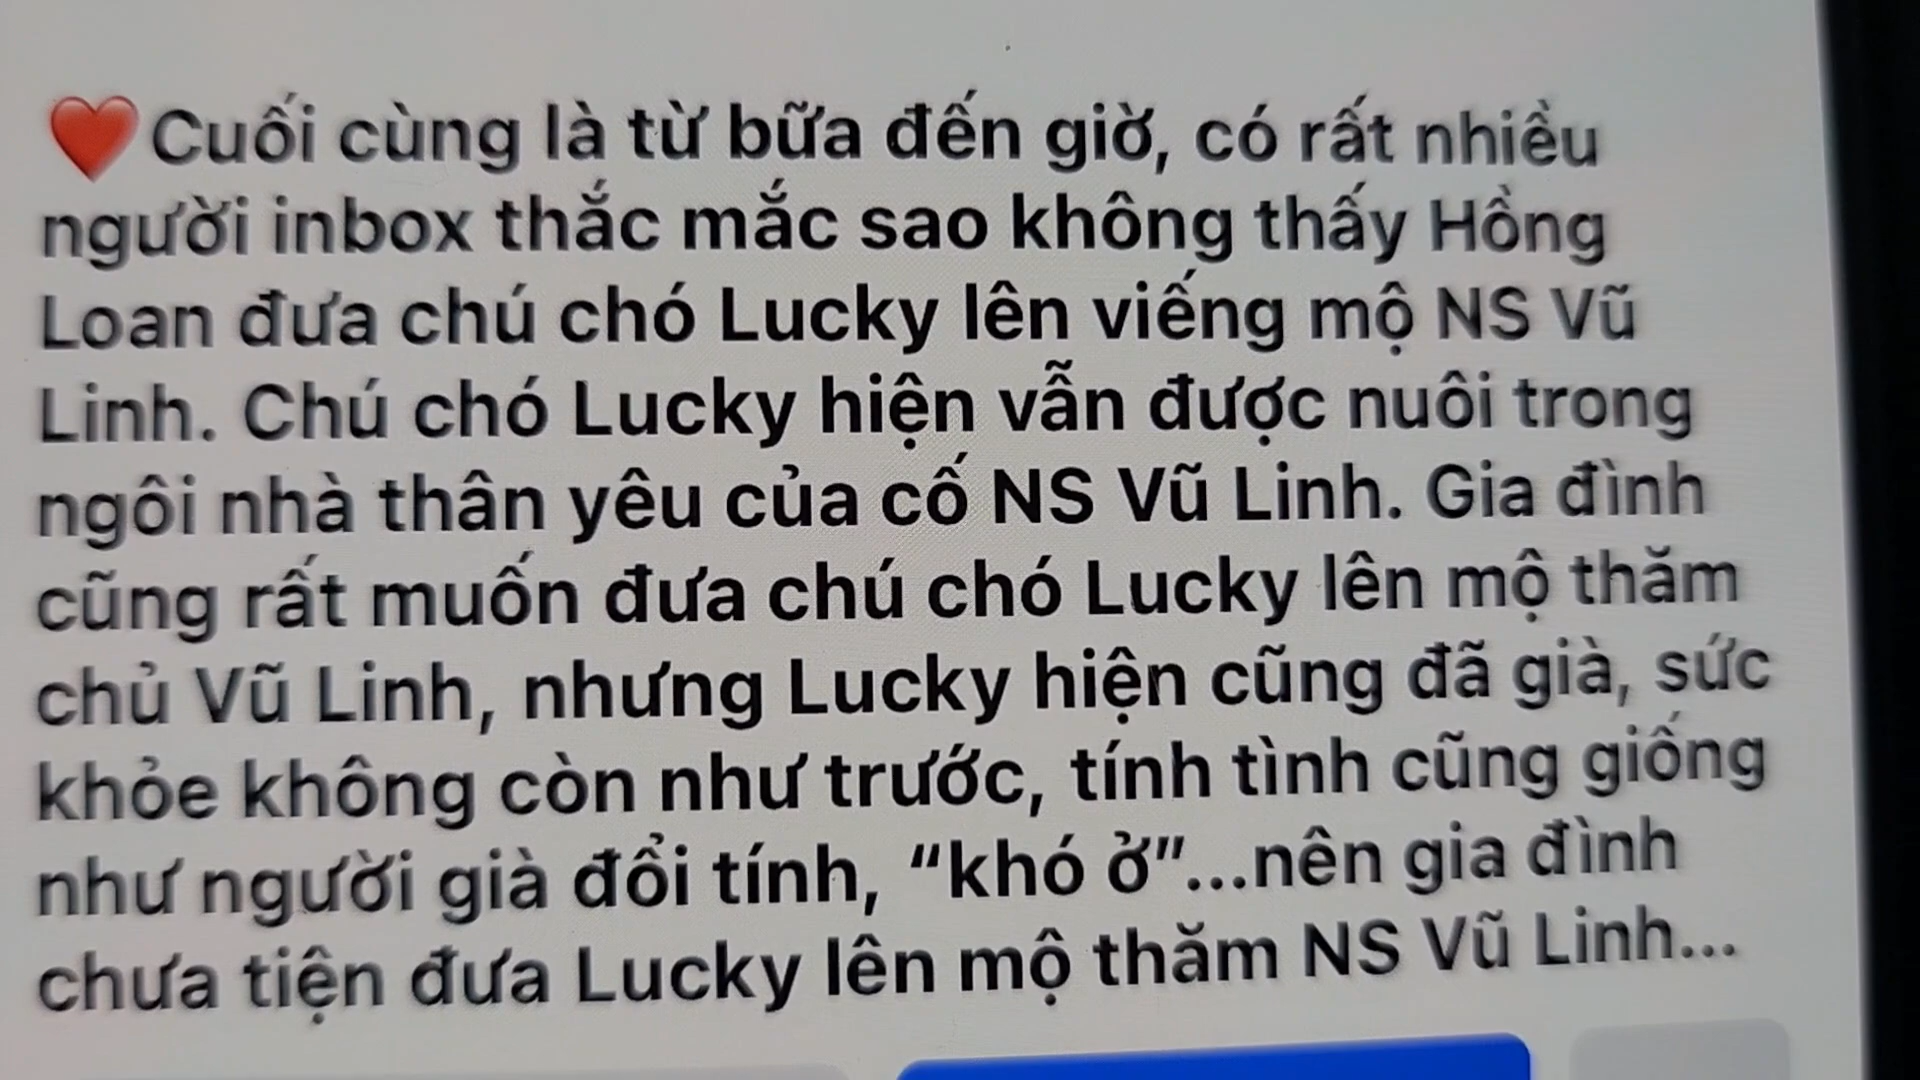 ❤️Cuối cùng là từ bữa đến giờ, có rất nhiều
người inbox thắc mắc sao không thấy Hồng
Loan đưa chú chó Lucky lên viếng mộ NS Vũ
Linh. Chú chó Lucky hiện vẫn được nuôi trong
ngôi nhà thân yêu của cố NS Vũ Linh. Gia đình
cũng rất muốn đưa chú chó Lucky lên mộ thăm
chủ Vũ Linh, nhưng Lucky hiện cũng đã già, sức
khỏe không còn như trước, tính tình cũng giống
như người già đổi tính, “khó ở”...nên gia đình
chưa tiện đưa Lucky lên mộ thăm NS Vũ Linh...